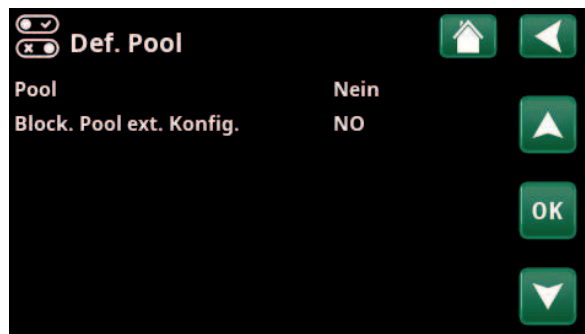 Def. Pool
Pool Nein
Block. Pool ext. Konfig. NO
OK